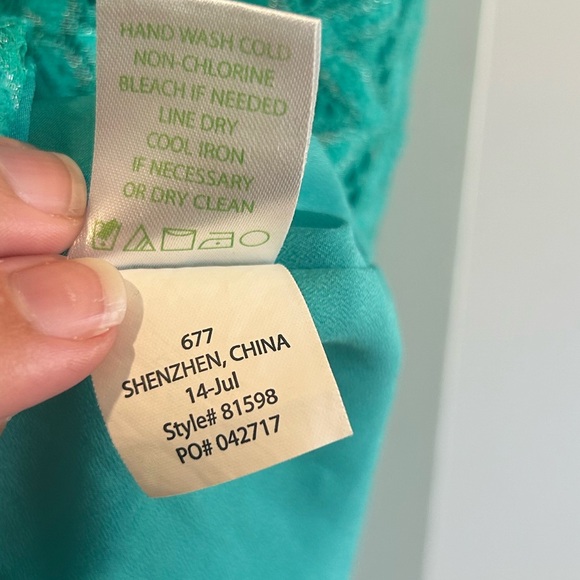 HAND WASH COLD
NON-CHLORINE
BLEACH IF NEEDED
LINE DRY
COOL IRON
IF NECESSARY
OR DRY CLEAN
677
SHENZHEN, CHINA
14-Jul
Style# 81598
PO# 042717